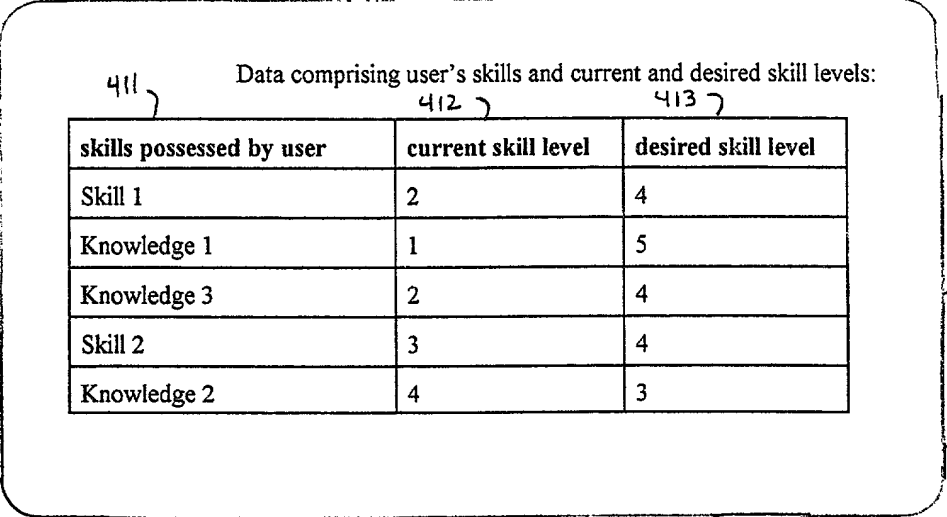 Data comprising user's skills and current and desired skill levels:
411 412 413
skills possessed by user current skill level desired skill level
Skill 1 2 4
Knowledge 1 1 5
Knowledge 3 2 4
Skill 2 3 4
Knowledge 2 4 3